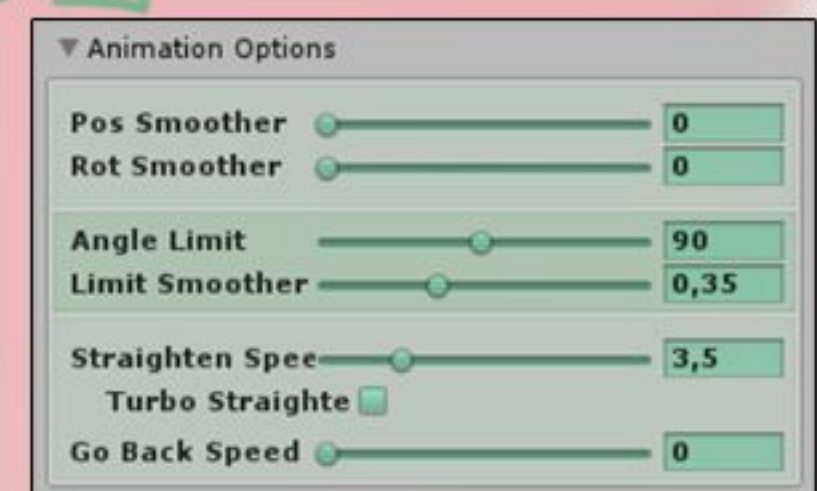 Animation Options
Pos Smoother 0
Rot Smoother 0
Angle Limit 90
Limit Smoother 0,35
Straighten Spee 3,5
Turbo Straighte
Go Back Speed 0